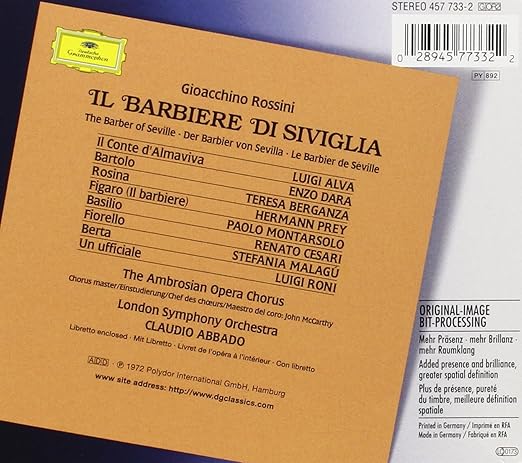 STEREO 457 733-2 GOR2
0 28945 77332 2
PY 892
Deutsche
Grammophon
Gioacchino Rossini
IL BARBIERE DI SIVIGLIA
The Barber of Seville · Der Barbier von Sevilla · Le Barbier de Séville
Il Conte d'Almaviva LUIGI ALVA
Bartolo ENZO DARA
Rosina TERESA BERGANZA
Figaro (Il barbiere) HERMANN PREY
Basilio PAOLO MONTARSOLO
Fiorello RENATO CESARI
Berta STEFANIA MALAGÚ
Un ufficiale LUIGI RONI
The Ambrosian Opera Chorus
Chorus master/Einstudierung/Chef des chœurs/Maestro del coro: John McCarthy
London Symphony Orchestra
CLAUDIO ABBADO
Libretto enclosed · Mit Libretto · Livret de l'opéra à l'intérieur · Con libretto
ADD · ℗ 1972 Polydor International GmbH, Hamburg
www site address: http://www.dgclassics.com
ORIGINAL-IMAGE
BIT-PROCESSING
Mehr Präsenz · mehr Brillanz ·
mehr Raumklang
Added presence and brilliance,
greater spatial definition
Plus de présence, pureté
du timbre, meilleure définition
spatiale
Printed in Germany / Imprimé en RFA
Made in Germany / Fabriqué en RFA
0173